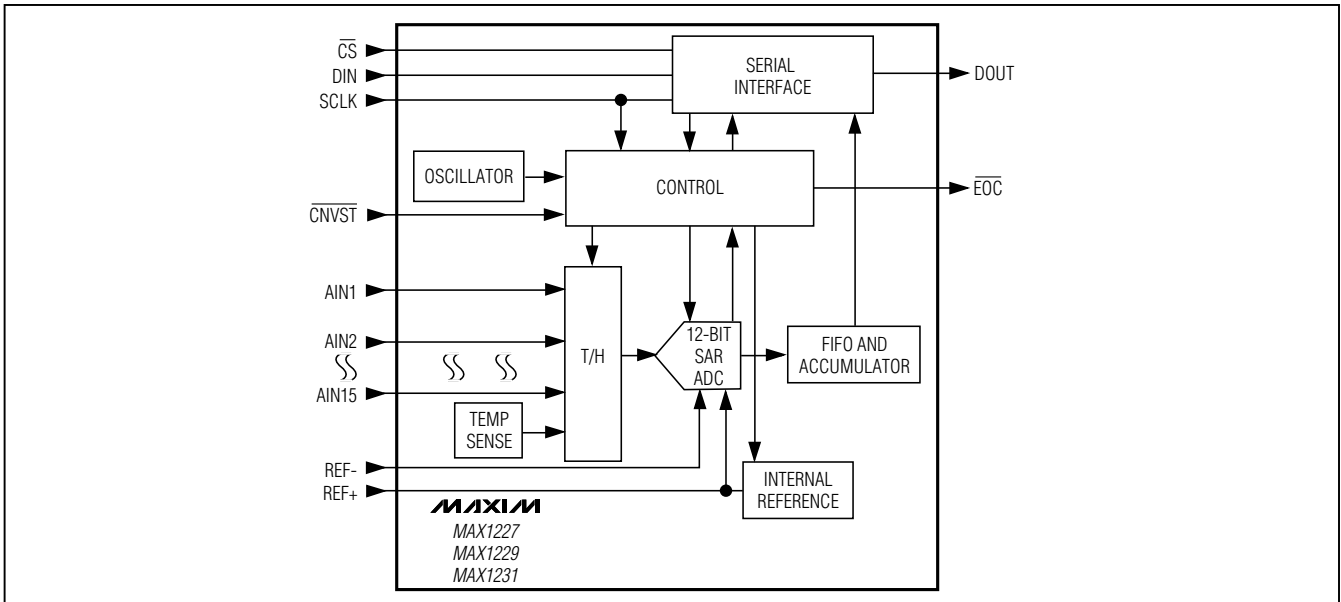 CS
DIN
SCLK
SERIAL
INTERFACE
DOUT
OSCILLATOR
CONTROL
EOC
CNVST
AIN1
AIN2
AIN15
T/H
12-BIT
SAR
ADC
FIFO AND
ACCUMULATOR
TEMP
SENSE
REF-
REF+
INTERNAL
REFERENCE
MAXIM
MAX1227
MAX1229
MAX1231